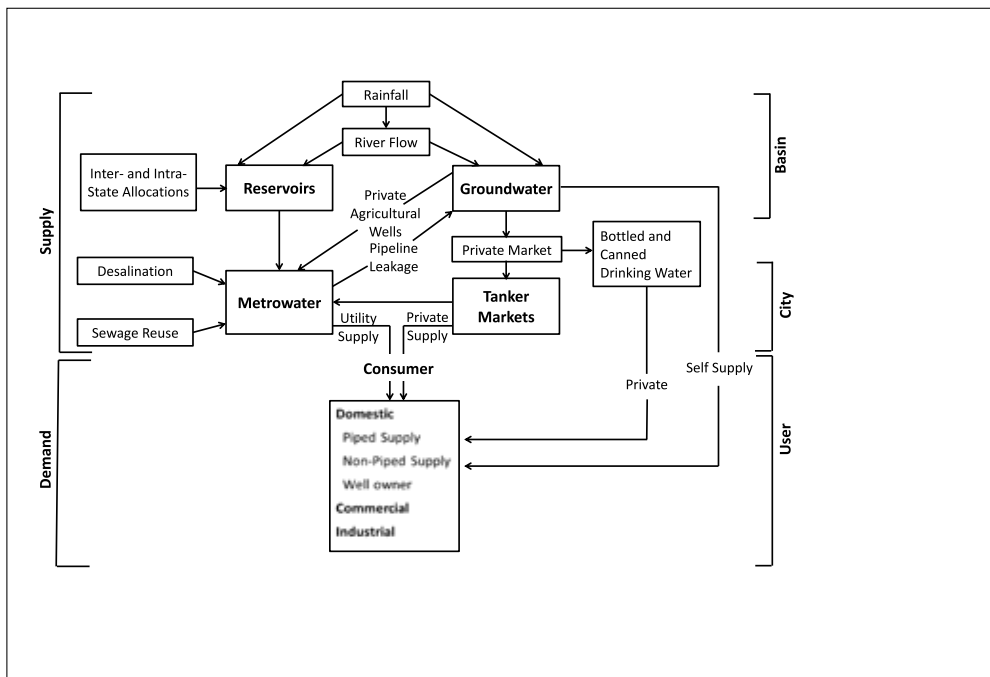 Rainfall
River Flow
Inter- and Intra-
State Allocations
Reservoirs
Groundwater
Private
Agricultural
Wells
Pipeline
Leakage
Private Market
Bottled and
Canned
Drinking Water
Desalination
Metrowater
Tanker
Markets
Sewage Reuse
Utility
Supply
Private
Supply
Consumer
Self Supply
Private
Domestic
Piped Supply
Non-Piped Supply
Well owner
Commercial
Industrial
Supply
Demand
Basin
City
User